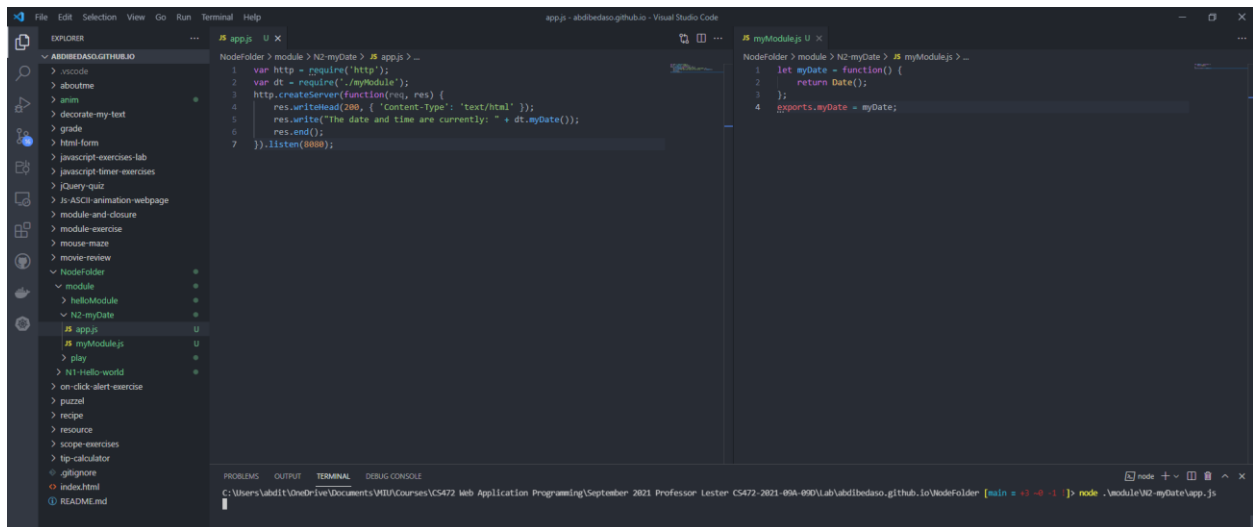 File Edit Selection View Go Run Terminal Help
app.js - abdibedaso.github.io - Visual Studio Code
EXPLORER
ABDIBEDASO.GITHUB.IO
.vscode
aboutme
anim
decorate-my-text
grade
html-form
javascript-exercises-lab
javascript-timer-exercises
jQuery-quiz
Js-ASCII-animation-webpage
module-and-closure
module-exercise
mouse-maze
movie-review
NodeFolder
module
helloModule
N2-myDate
JS app.js U
JS myModule.js U
play
N1-Hello-world
on-click-alert-exercise
puzzel
recipe
resource
scope-exercises
tip-calculator
.gitignore
index.html
README.md
JS app.js U
NodeFolder > module > N2-myDate > JS app.js > ...
1 var http = require('http');
2 var dt = require('./myModule');
3 http.createServer(function(req, res) {
4 res.writeHead(200, { 'Content-Type': 'text/html' });
5 res.write("The date and time are currently: " + dt.myDate());
6 res.end();
7 }).listen(8080);
JS myModule.js U
NodeFolder > module > N2-myDate > JS myModule.js > ...
1 let myDate = function() {
2 return Date();
3 };
4 exports.myDate = myDate;
PROBLEMS OUTPUT TERMINAL DEBUG CONSOLE
node
C:\Users\abdit\OneDrive\Documents\MIU\Courses\CS472 Web Application Programming\September 2021 Professor Lester CS472-2021-09A-09D\Lab\abdibedaso.github.io\NodeFolder [main ≡ +3 ~0 -1 !]> node .\module\N2-myDate\app.js